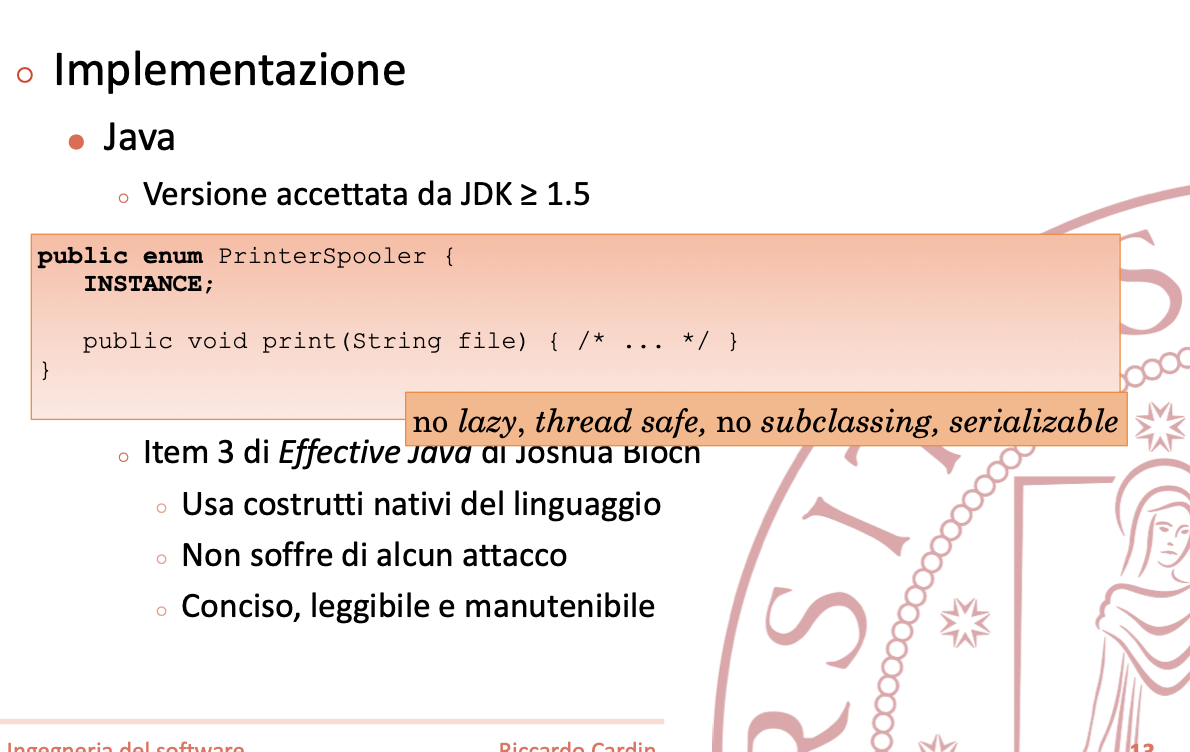 Implementazione
Java
Versione accettata da JDK ≥ 1.5
public enum PrinterSpooler {
INSTANCE;
public void print(String file) { /* ... */ }
}
no lazy, thread safe, no subclassing, serializable
Item 3 di Effective Java di Joshua Bloch
Usa costrutti nativi del linguaggio
Non soffre di alcun attacco
Conciso, leggibile e manutenibile
Ingegneria del software
Riccardo Cardin
13
RSIT
S